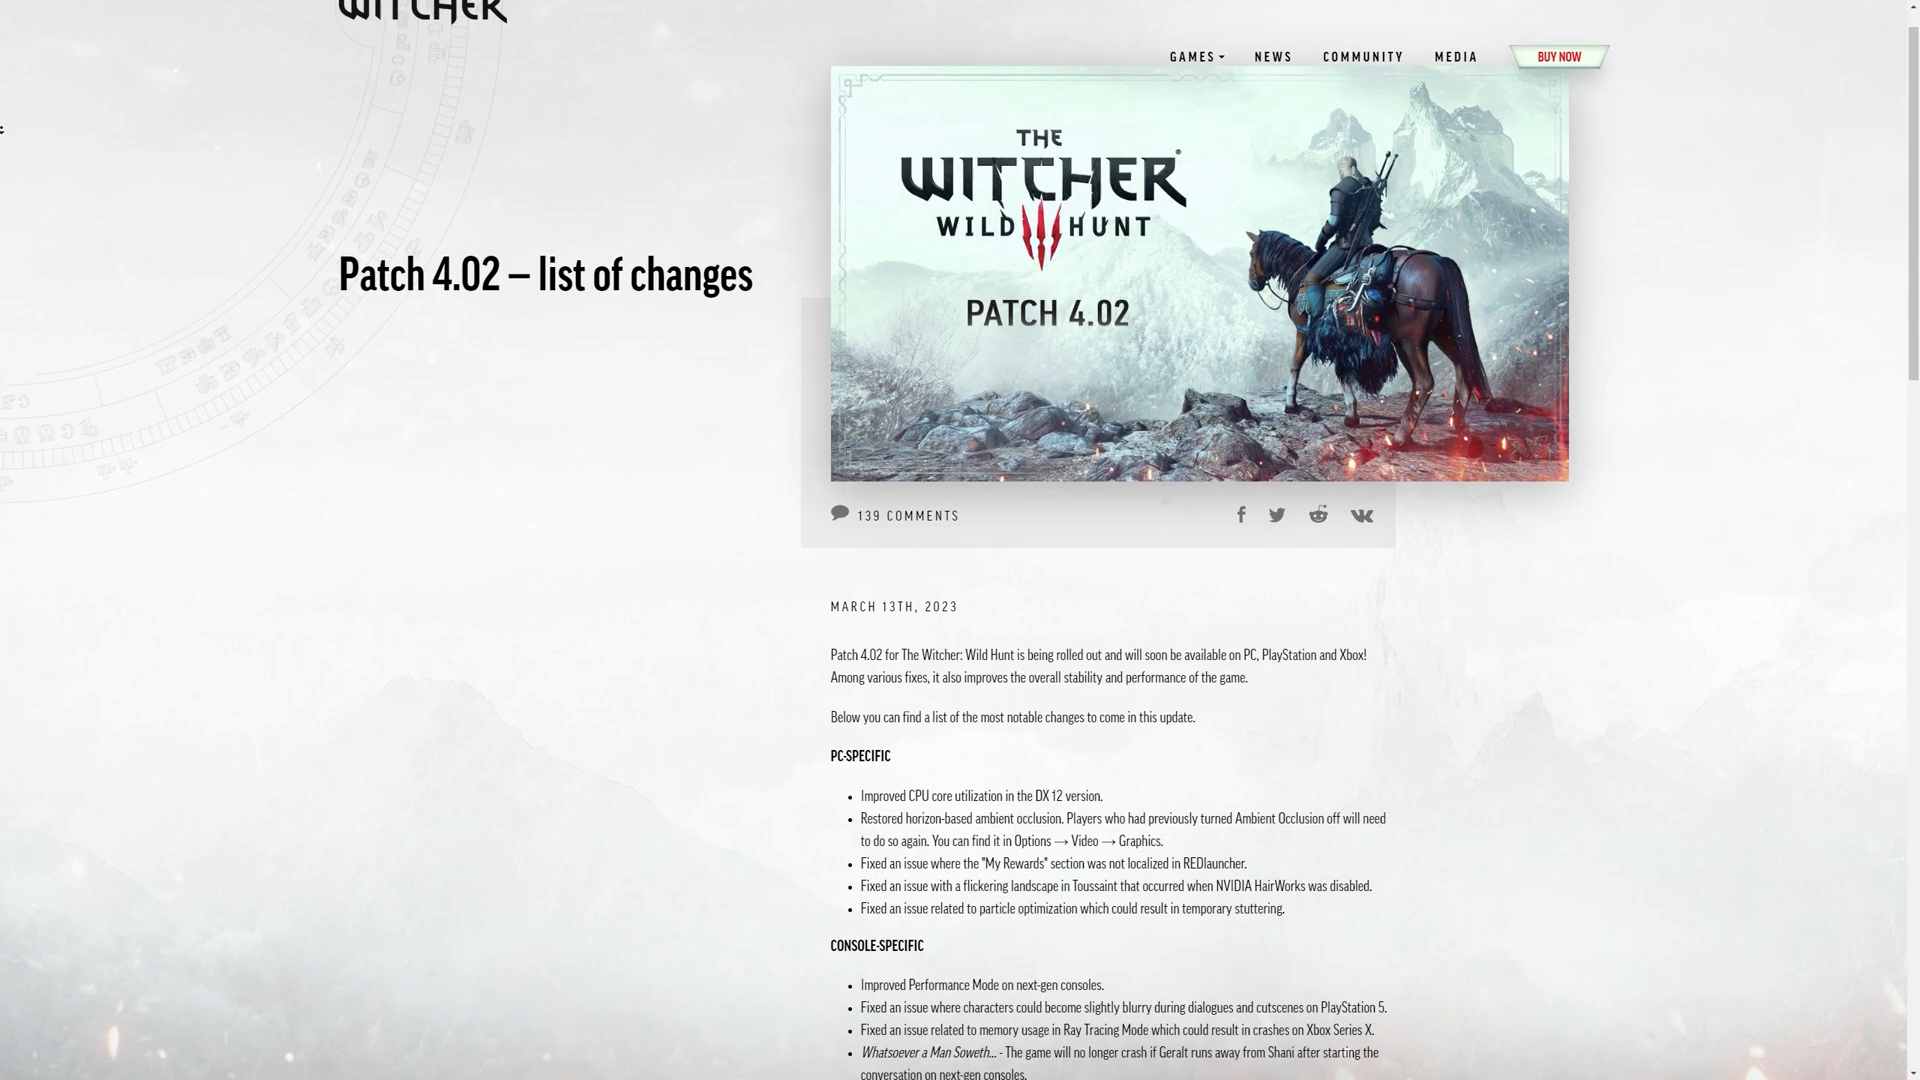 WITCHER
GAMES
NEWS
COMMUNITY
MEDIA
BUY NOW
THE
WITCHER
WILD HUNT
PATCH 4.02
Patch 4.02 – list of changes
139 COMMENTS
MARCH 13TH, 2023
Patch 4.02 for The Witcher: Wild Hunt is being rolled out and will soon be available on PC, PlayStation and Xbox!
Among various fixes, it also improves the overall stability and performance of the game.
Below you can find a list of the most notable changes to come in this update.
PC-SPECIFIC
• Improved CPU core utilization in the DX 12 version.
• Restored horizon-based ambient occlusion. Players who had previously turned Ambient Occlusion off will need
to do so again. You can find it in Options → Video → Graphics.
• Fixed an issue where the "My Rewards" section was not localized in REDlauncher.
• Fixed an issue with a flickering landscape in Toussaint that occurred when NVIDIA HairWorks was disabled.
• Fixed an issue related to particle optimization which could result in temporary stuttering.
CONSOLE-SPECIFIC
• Improved Performance Mode on next-gen consoles.
• Fixed an issue where characters could become slightly blurry during dialogues and cutscenes on PlayStation 5.
• Fixed an issue related to memory usage in Ray Tracing Mode which could result in crashes on Xbox Series X.
• Whatsoever a Man Soweth... - The game will no longer crash if Geralt runs away from Shani after starting the
conversation on next-gen consoles.